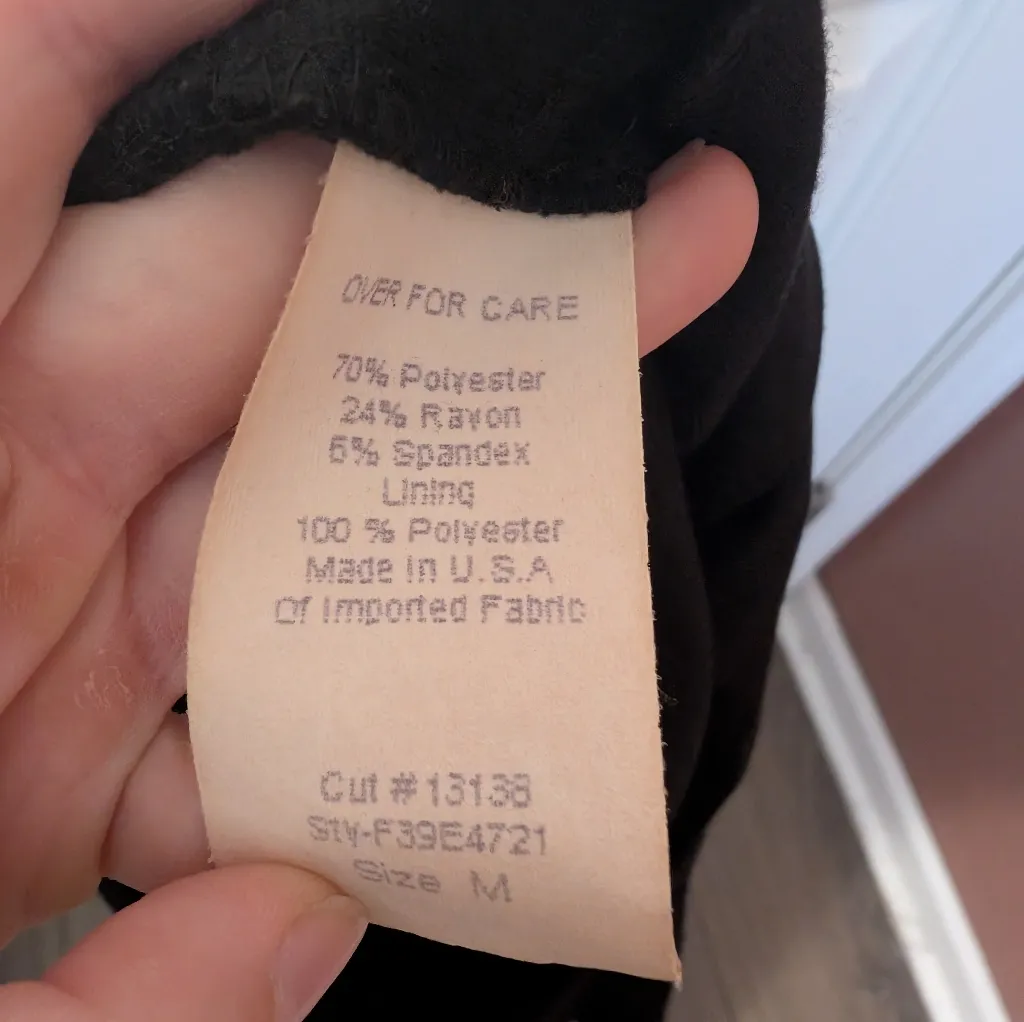 OVER FOR CARE
70% Polyester
24% Rayon
6% Spandex
Lining
100 % Polyester
Made In U.S.A
Of Imported Fabric
Cut # 13138
Sty-F39E4721
Size M